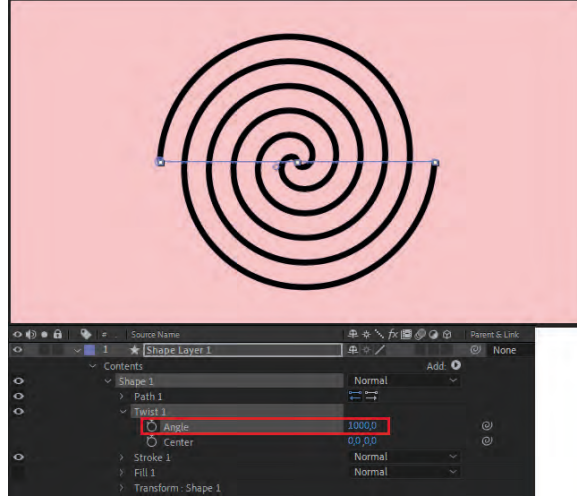 # . Source Name fx Parent & Link
1 Shape Layer 1 None
Contents Add:
Shape 1 Normal
Path 1
Twist 1
Angle 1000,0
Center 0,0,0,0
Stroke 1 Normal
Fill 1 Normal
Transform : Shape 1